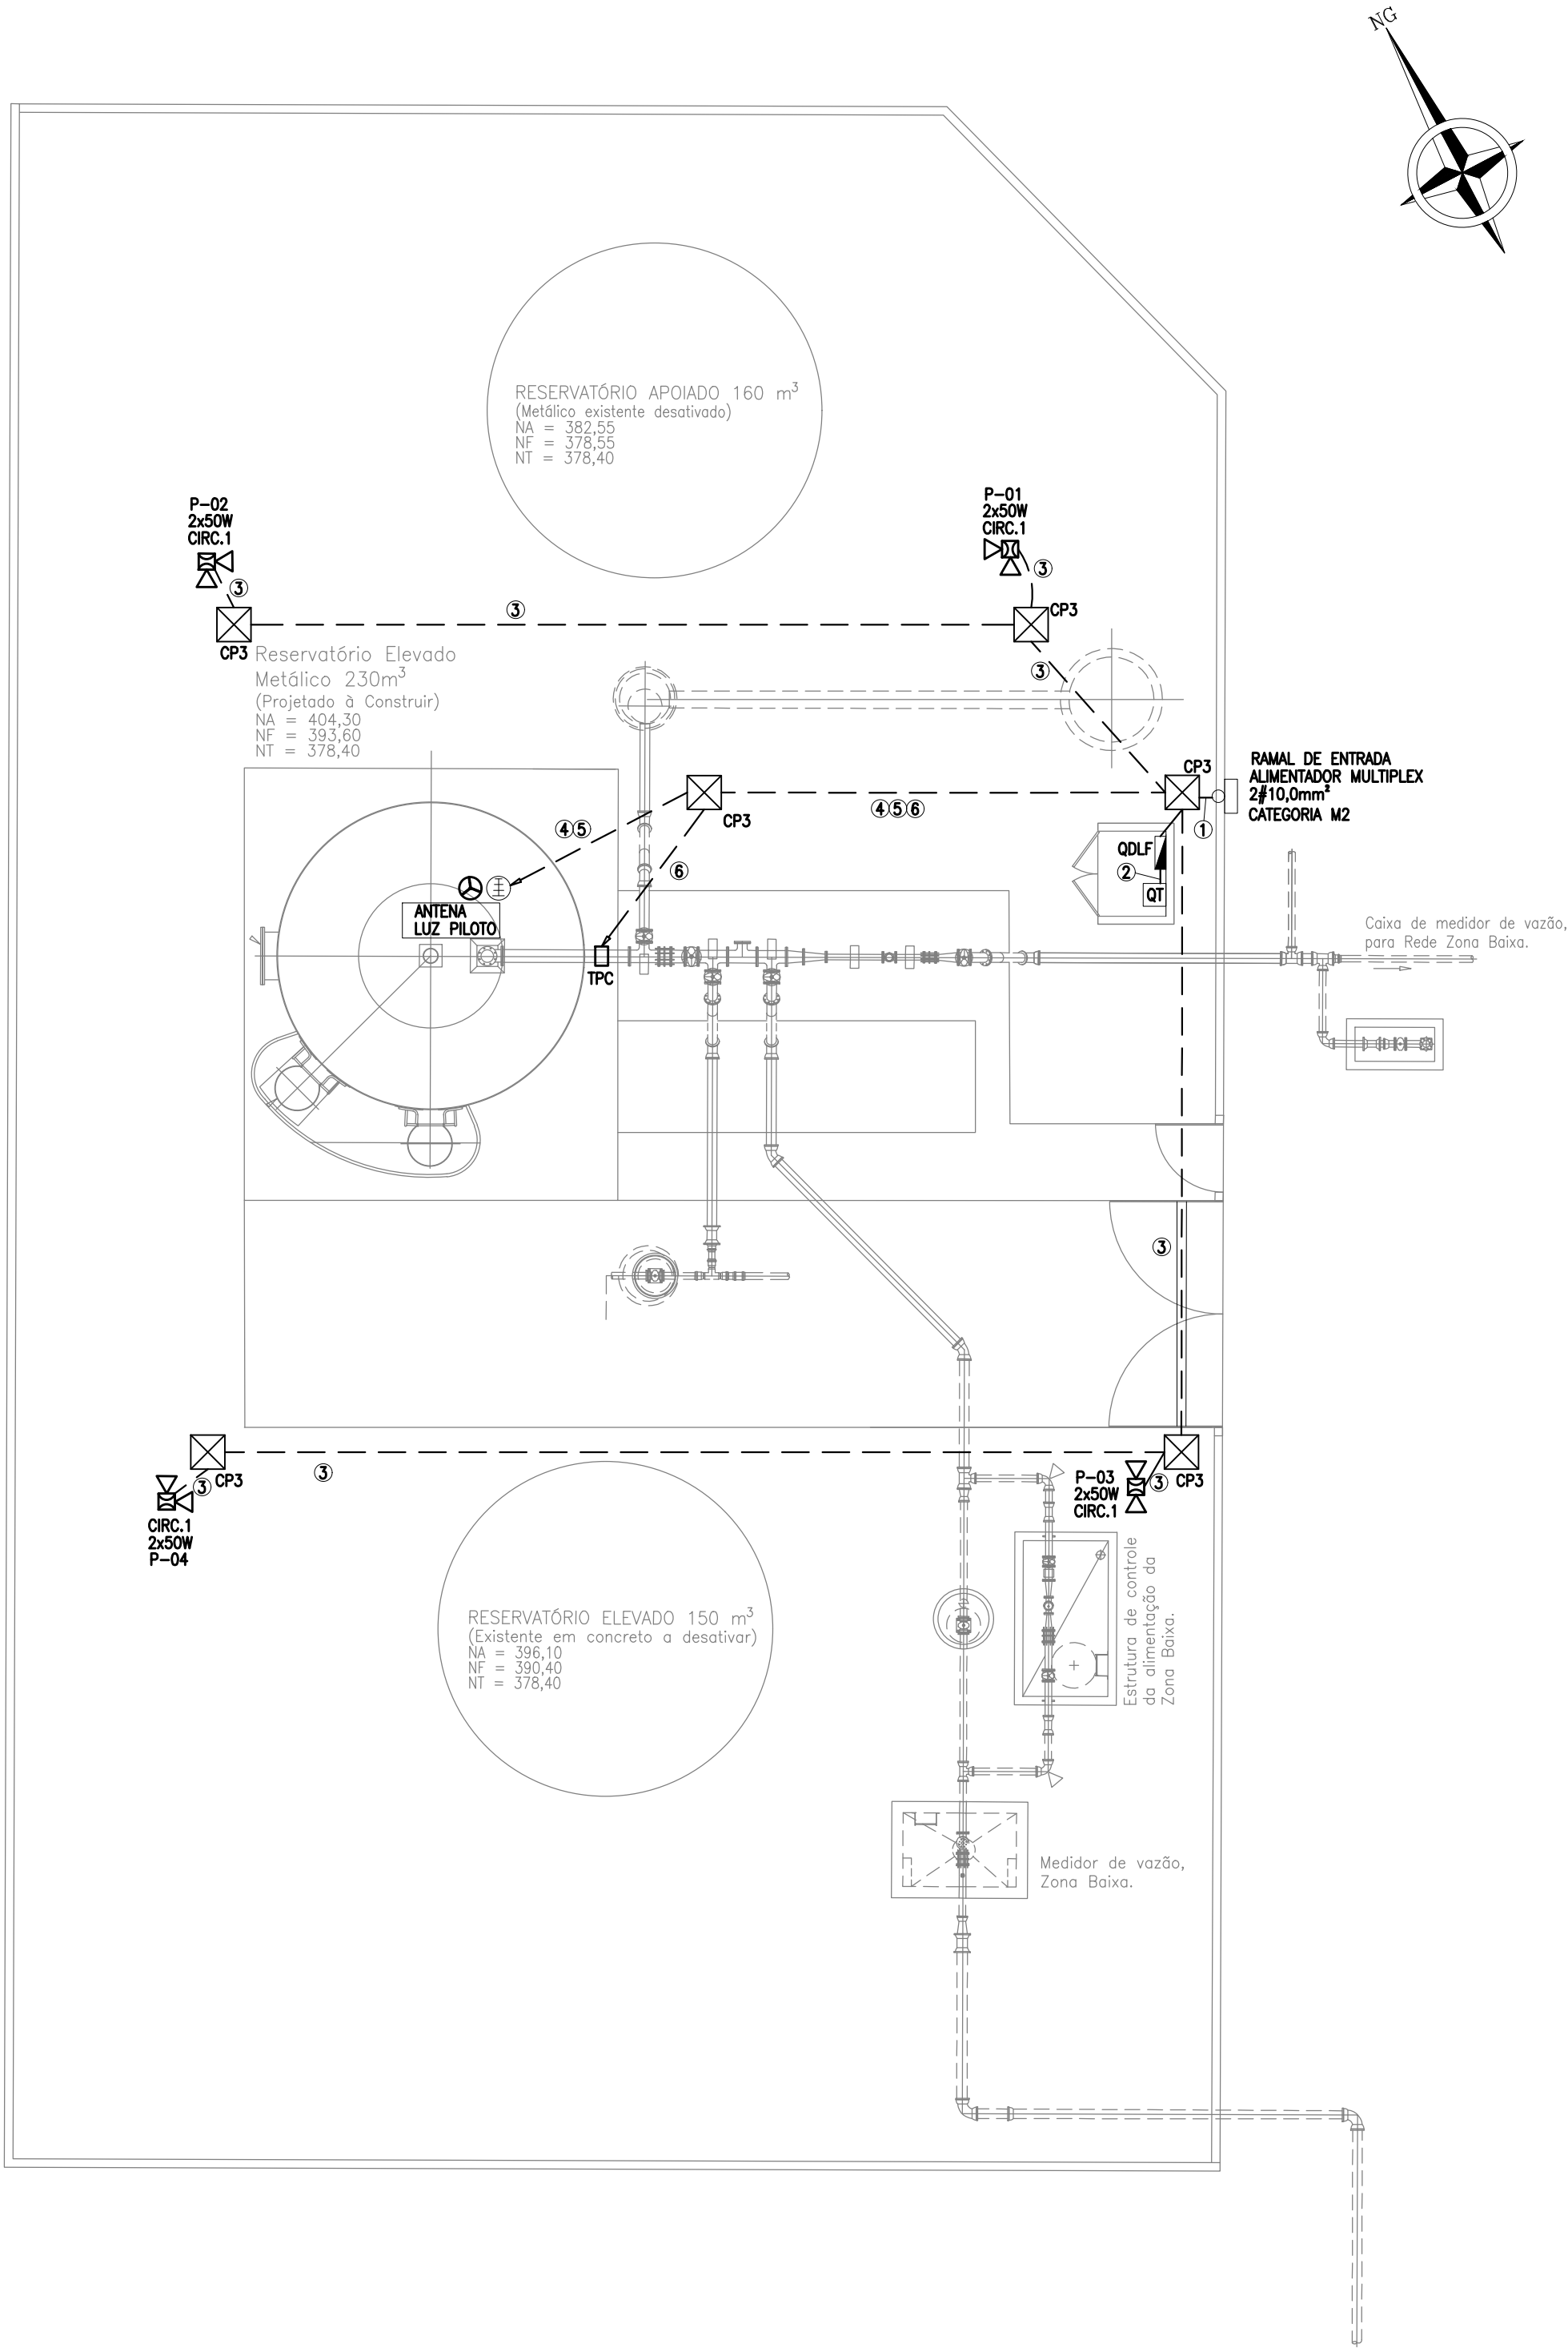 NG
RESERVATÓRIO APOIADO 160 m³
(Metálico existente desativado)
NA = 382,55
NF = 378,55
NT = 378,40
P-02
2x50W
CIRC.1
3
P-01
2x50W
CIRC.1
3
3
CP3
CP3
Reservatório Elevado
Metálico 230m³
(Projetado à Construir)
NA = 404,30
NF = 393,60
NT = 378,40
3
CP3
RAMAL DE ENTRADA
ALIMENTADOR MULTIPLEX
2#10,0mm²
CATEGORIA M2
CP3
4 5 6
4 5
1
QDLF
2
QT
6
ANTENA
LUZ PILOTO
TPC
Caixa de medidor de vazão,
para Rede Zona Baixa.
3
3
3
CP3
CIRC.1
2x50W
P-04
P-03
2x50W
CIRC.1
3
CP3
Estrutura de controle
da alimentação da
Zona Baixa.
RESERVATÓRIO ELEVADO 150 m³
(Existente em concreto a desativar)
NA = 396,10
NF = 390,40
NT = 378,40
Medidor de vazão,
Zona Baixa.